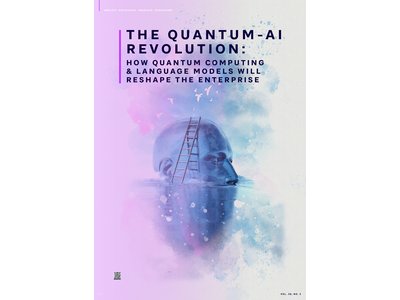 THE QUANTUM-AI
REVOLUTION:
HOW QUANTUM COMPUTING
& LANGUAGE MODELS WILL
RESHAPE THE ENTERPRISE